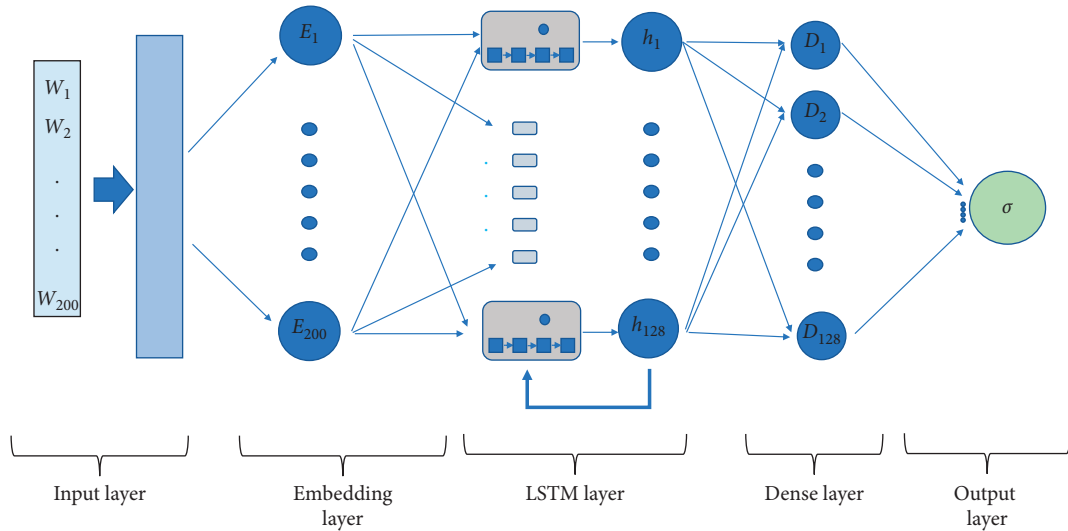 W1
W2
.
.
.
W200
E1
E200
h1
h128
D1
D2
D128
σ
Input layer
Embedding
layer
LSTM layer
Dense layer
Output
layer